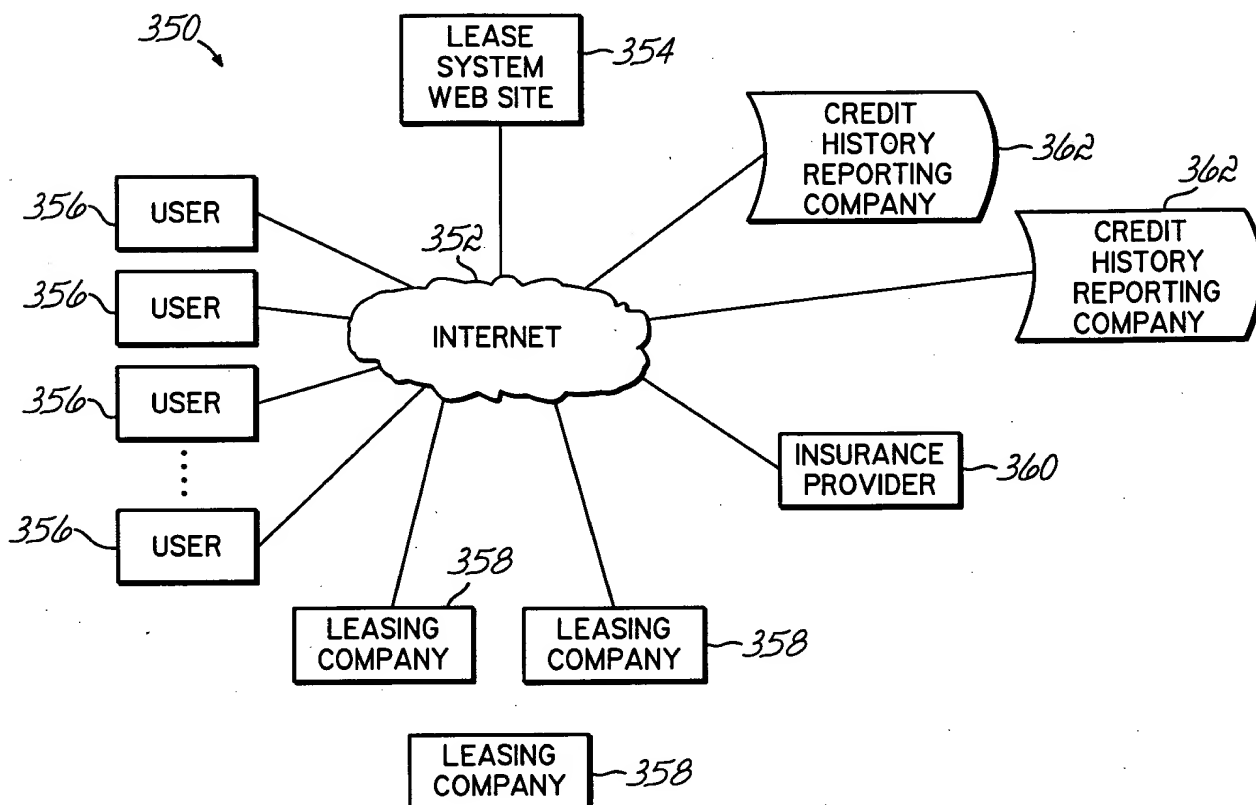 350
LEASE
SYSTEM
WEB SITE
354
CREDIT
HISTORY
REPORTING
COMPANY
362
362
CREDIT
HISTORY
REPORTING
COMPANY
356
USER
352
356
USER
INTERNET
356
USER
INSURANCE
PROVIDER
360
356
USER
358
LEASING
COMPANY
LEASING
COMPANY
358
LEASING
COMPANY
358